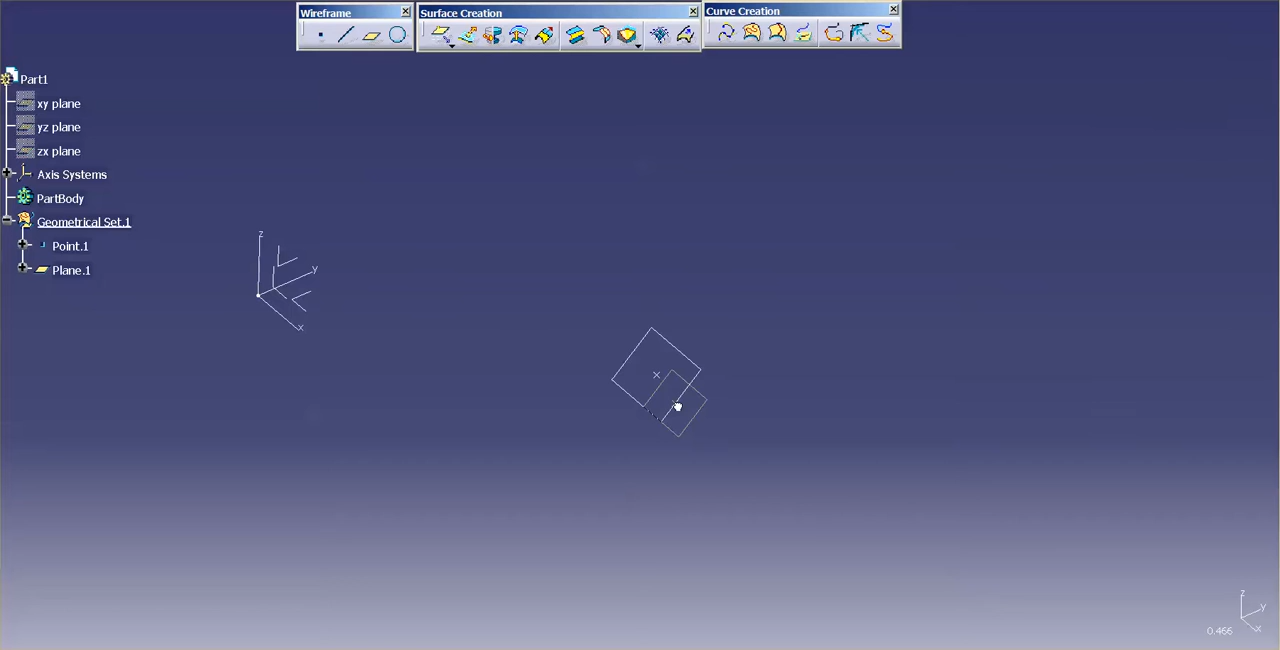 Wireframe
Surface Creation
Curve Creation
Part1
xy plane
yz plane
zx plane
Axis Systems
PartBody
Geometrical Set.1
Point.1
Plane.1
z
y
x
z
y
x
0.466